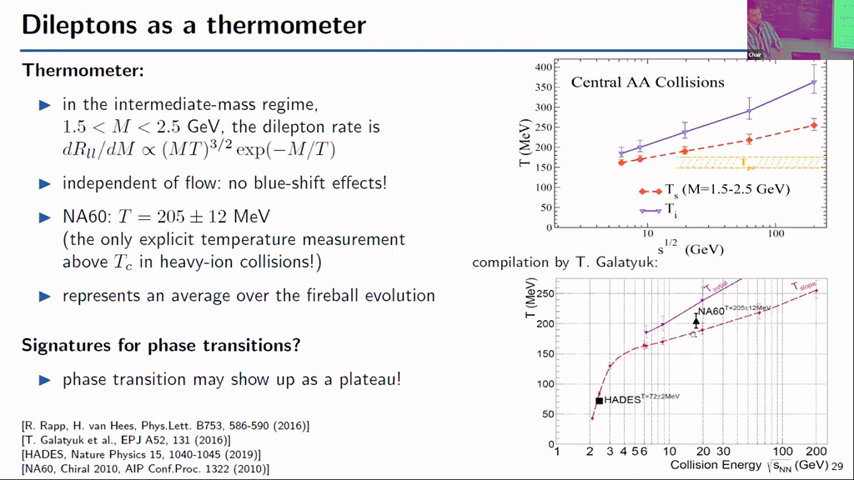 Dileptons as a thermometer
Thermometer:
in the intermediate-mass regime,
1.5 < M < 2.5 GeV, the dilepton rate is
dR_{ll}/dM ∝ (MT)^{3/2} exp(−M/T)
independent of flow: no blue-shift effects!
NA60: T = 205 ± 12 MeV
(the only explicit temperature measurement
above T_c in heavy-ion collisions!)
represents an average over the fireball evolution
Signatures for phase transitions?
phase transition may show up as a plateau!
[R. Rapp, H. van Hees, Phys.Lett. B753, 586-590 (2016)]
[T. Galatyuk et al., EPJ A52, 131 (2016)]
[HADES, Nature Physics 15, 1040-1045 (2019)]
[NA60, Chiral 2010, AIP Conf.Proc. 1322 (2010)]
Chair
Central AA Collisions
T (MeV)
400
350
300
250
200
150
100
50
0
T_s (M=1.5-2.5 GeV)
T_i
10
100
s^{1/2} (GeV)
compilation by T. Galatyuk:
T (MeV)
250
200
150
100
50
0
T_initial
T_slope
NA60 T=205±12MeV
HADES T=72±2MeV
1 2 3 4 5 6 10 20 30 100 200
Collision Energy √s_NN (GeV)
29